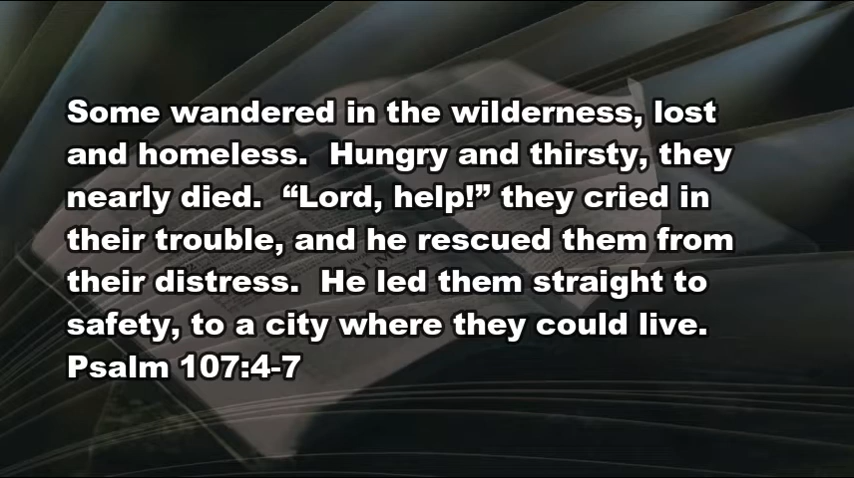 Some wandered in the wilderness, lost
and homeless.  Hungry and thirsty, they
nearly died.  “Lord, help!” they cried in
their trouble, and he rescued them from
their distress.  He led them straight to
safety, to a city where they could live.
Psalm 107:4-7